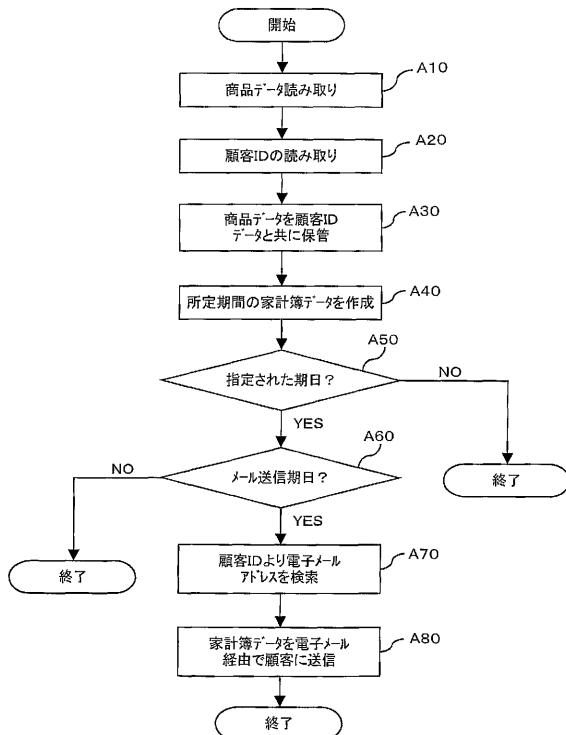 開始
商品データ読み取り
A10
顧客IDの読み取り
A20
商品データを顧客ID
データと共に保管
A30
所定期間の家計簿データを作成
A40
指定された期日?
A50
NO
YES
終了
メール送信期日?
A60
NO
YES
終了
顧客IDより電子メール
アドレスを検索
A70
家計簿データを電子メール
経由で顧客に送信
A80
終了